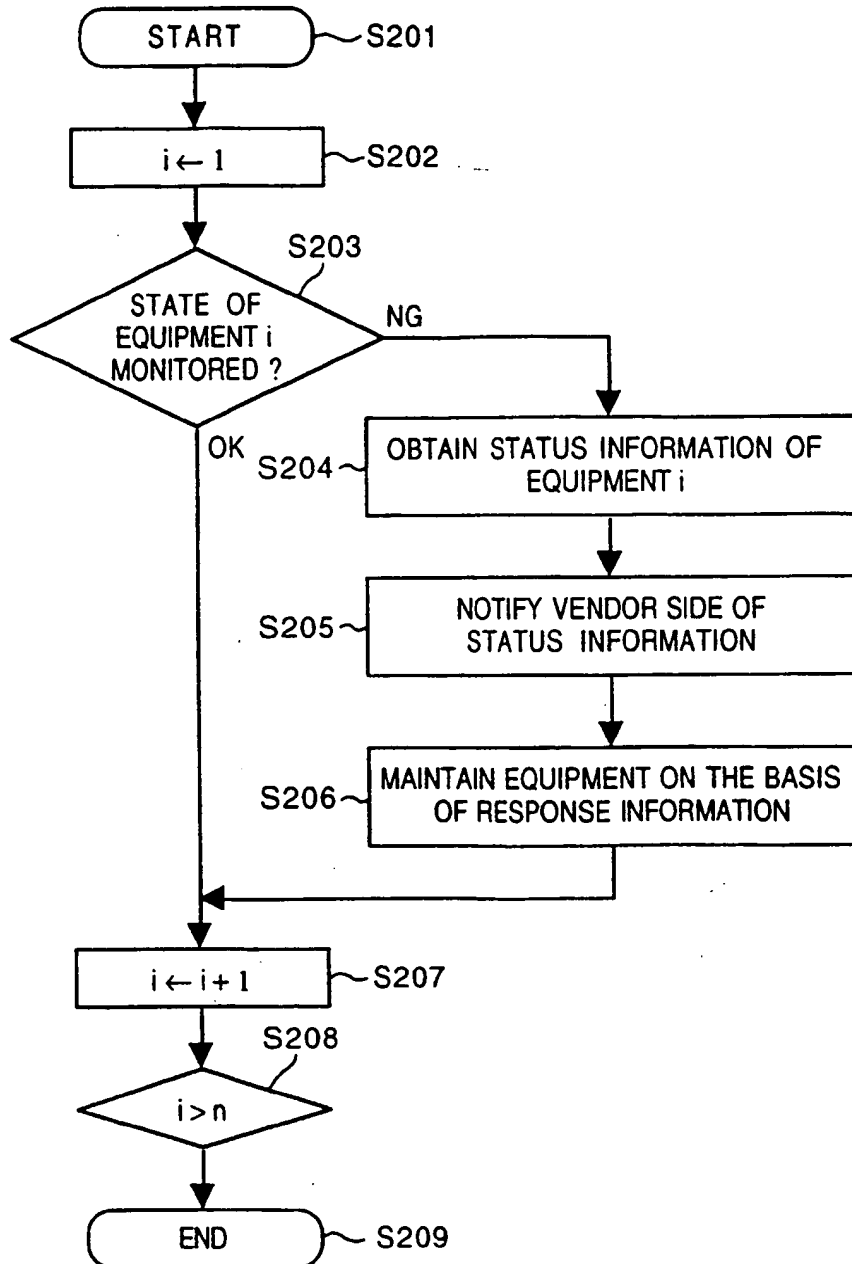 START
S201
i ← 1
S202
S203
STATE OF
EQUIPMENT i
MONITORED ?
NG
OK
S204
OBTAIN STATUS INFORMATION OF
EQUIPMENT i
S205
NOTIFY VENDOR SIDE OF
STATUS INFORMATION
S206
MAINTAIN EQUIPMENT ON THE BASIS
OF RESPONSE INFORMATION
i ← i + 1
S207
S208
i > n
END
S209